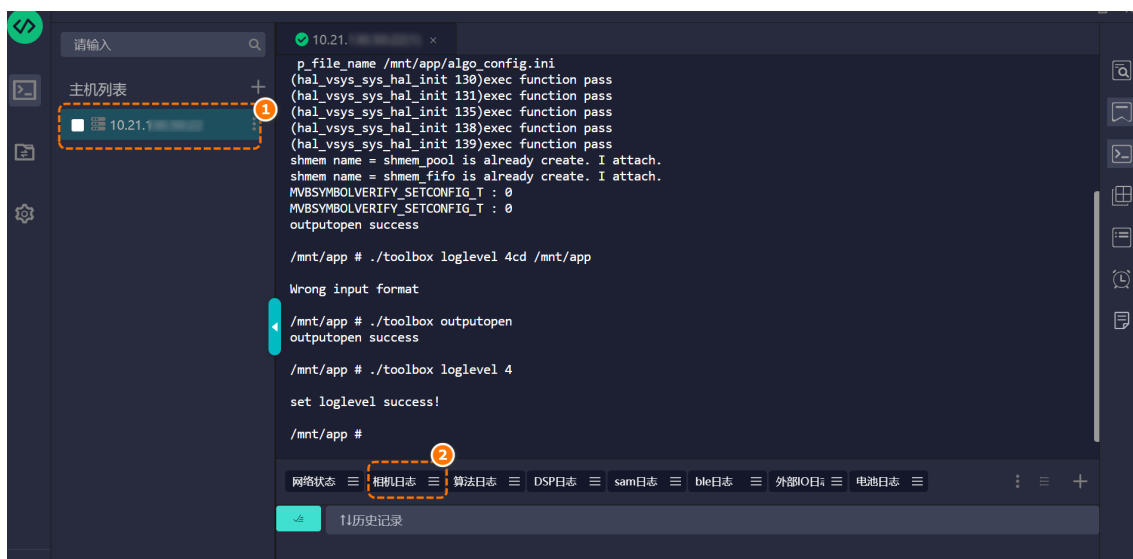 请输入
主机列表
1
10.21.1
10.21.
×
p_file_name /mnt/app/algo_config.ini
(hal_vsys_sys_hal_init 130)exec function pass
(hal_vsys_sys_hal_init 131)exec function pass
(hal_vsys_sys_hal_init 135)exec function pass
(hal_vsys_sys_hal_init 138)exec function pass
(hal_vsys_sys_hal_init 139)exec function pass
shmem name = shmem_pool is already create. I attach.
shmem name = shmem_fifo is already create. I attach.
MVBSYMBOLVERIFY_SETCONFIG_T : 0
MVBSYMBOLVERIFY_SETCONFIG_T : 0
outputopen success
/mnt/app # ./toolbox loglevel 4cd /mnt/app
Wrong input format
/mnt/app # ./toolbox outputopen
outputopen success
/mnt/app # ./toolbox loglevel 4
set loglevel success!
/mnt/app #
2
网络状态 相机日志 算法日志 DSP日志 sam日志 ble日志 外部IO日 电池日志
历史记录